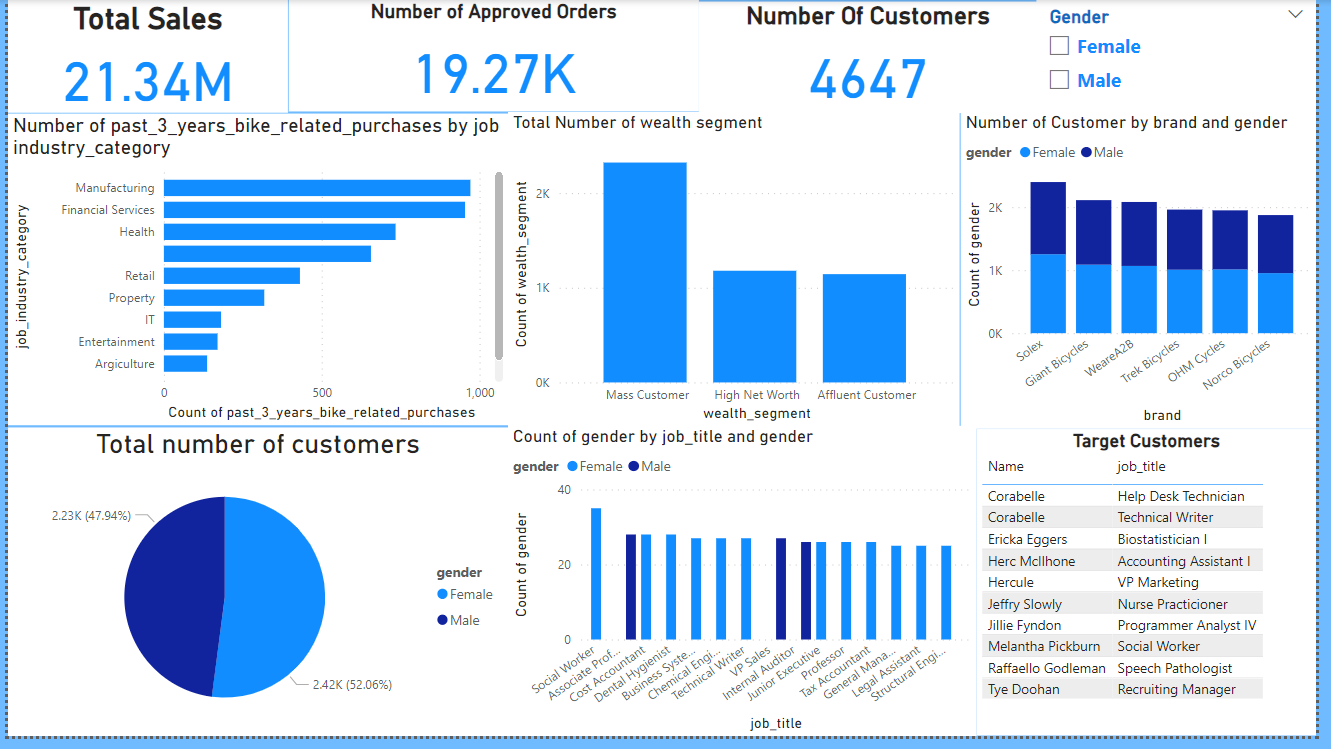 Total Sales
21.34M
Number of Approved Orders
19.27K
Number Of Customers
4647
Gender
Female
Male
Number of past_3_years_bike_related_purchases by job
industry_category
job_industry_category
Manufacturing
Financial Services
Health
Retail
Property
IT
Entertainment
Argiculture
0
500
1,000
Count of past_3_years_bike_related_purchases
Total Number of wealth segment
Count of wealth_segment
2K
1K
0K
Mass Customer
High Net Worth
Affluent Customer
wealth_segment
Number of Customer by brand and gender
gender Female Male
Count of gender
2K
1K
0K
Solex
Giant Bicycles
WeareA2B
Trek Bicycles
OHM Cycles
Norco Bicycles
brand
Total number of customers
2.23K (47.94%)
2.42K (52.06%)
gender
Female
Male
Count of gender by job_title and gender
gender Female Male
Count of gender
40
20
0
Social Worker
Associate Prof...
Cost Accountant
Dental Hygienist
Business Syste...
Chemical Engi...
Technical Writer
VP Sales
Internal Auditor
Junior Executive
Professor
Tax Accountant
General Mana...
Legal Assistant
Structural Engi...
job_title
Target Customers
Name job_title
Corabelle Help Desk Technician
Corabelle Technical Writer
Ericka Eggers Biostatistician I
Herc McIlhone Accounting Assistant I
Hercule VP Marketing
Jeffry Slowly Nurse Practicioner
Jillie Fyndon Programmer Analyst IV
Melantha Pickburn Social Worker
Raffaello Godleman Speech Pathologist
Tye Doohan Recruiting Manager